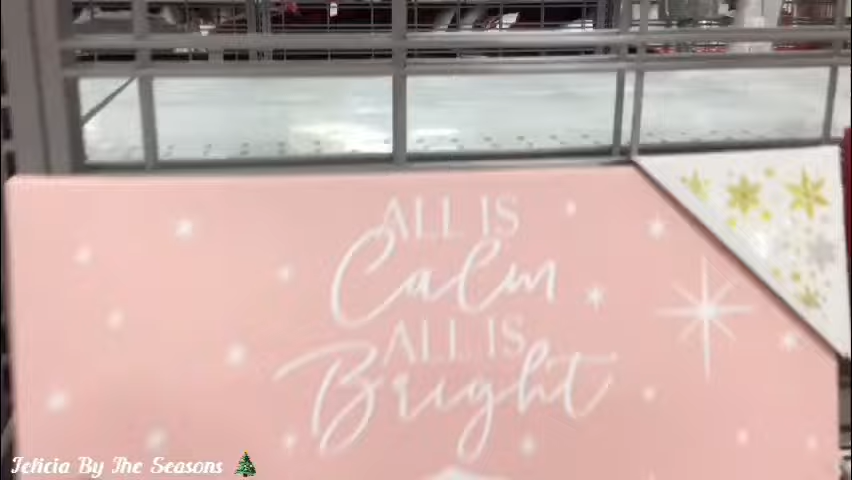 ALL IS
Calm
ALL IS
Bright
Felicia By The Seasons 🎄